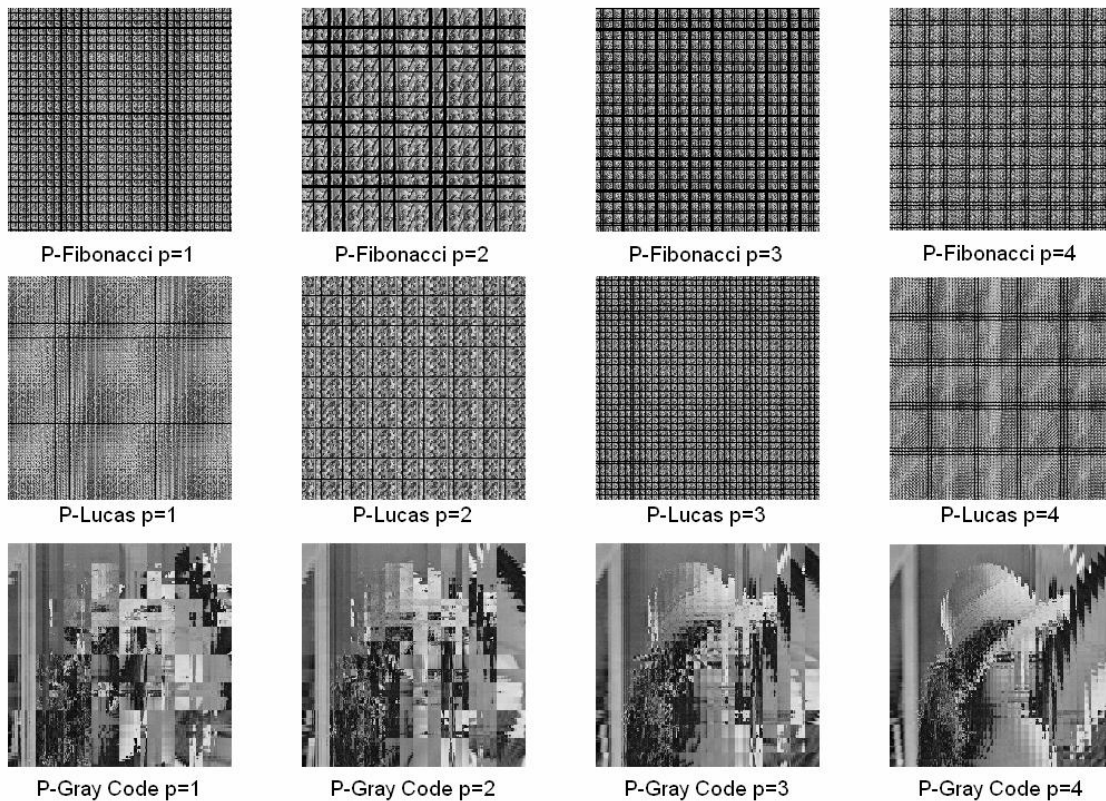 P-Fibonacci p=1
P-Fibonacci p=2
P-Fibonacci p=3
P-Fibonacci p=4
P-Lucas p=1
P-Lucas p=2
P-Lucas p=3
P-Lucas p=4
P-Gray Code p=1
P-Gray Code p=2
P-Gray Code p=3
P-Gray Code p=4